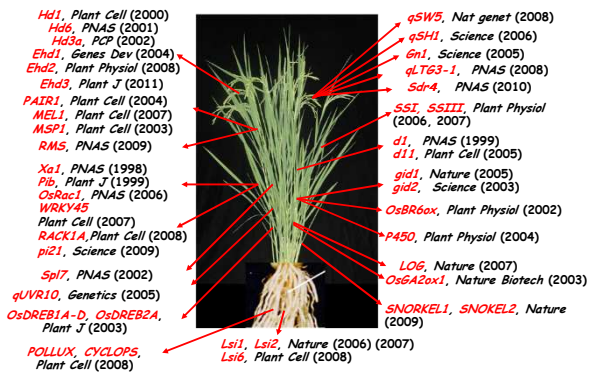 Hd1, Plant Cell (2000)
Hd6, PNAS (2001)
Hd3a, PCP (2002)
Ehd1, Genes Dev (2004)
Ehd2, Plant Physiol (2008)
Ehd3, Plant J (2011)
PAIR1, Plant Cell (2004)
MEL1, Plant Cell (2007)
MSP1, Plant Cell (2003)
RMS, PNAS (2009)
Xa1, PNAS (1998)
Pib, Plant J (1999)
OsRac1, PNAS (2006)
WRKY45
Plant Cell (2007)
RACK1A,Plant Cell (2008)
pi21, Science (2009)
Spl7, PNAS (2002)
qUVR10, Genetics (2005)
OsDREB1A-D, OsDREB2A,
Plant J (2003)
POLLUX, CYCLOPS,
Plant Cell (2008)
Lsi1, Lsi2, Nature (2006) (2007)
Lsi6, Plant Cell (2008)
qSW5, Nat genet (2008)
qSH1, Science (2006)
Gn1, Science (2005)
qLTG3-1, PNAS (2008)
Sdr4, PNAS (2010)
SSI, SSIII, Plant Physiol
(2006, 2007)
d1, PNAS (1999)
d11, Plant Cell (2005)
gid1, Nature (2005)
gid2, Science (2003)
OsBR6ox, Plant Physiol (2002)
P450, Plant Physiol (2004)
LOG, Nature (2007)
OsGA2ox1, Nature Biotech (2003)
SNORKEL1, SNOKEL2, Nature
(2009)